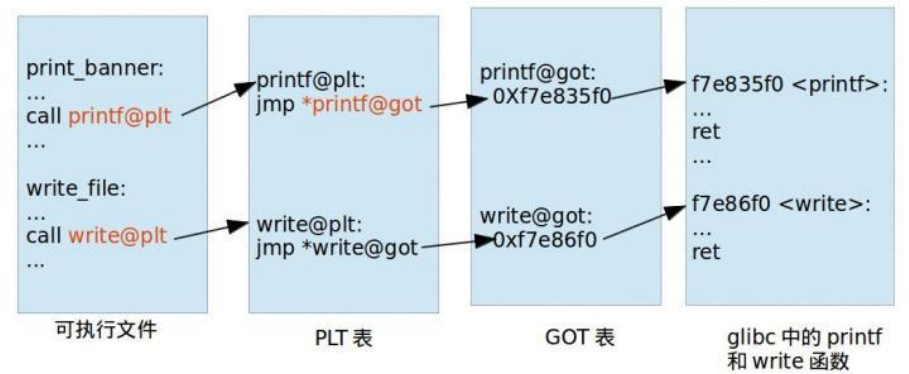 print_banner:
...
call printf@plt
...
write_file:
...
call write@plt
...
可执行文件
printf@plt:
jmp *printf@got
write@plt:
jmp *write@got
PLT 表
printf@got:
0Xf7e835f0
write@got:
0xf7e86f0
GOT 表
f7e835f0 <printf>:
...
ret
...
f7e86f0 <write>:
...
ret
glibc 中的 printf
和 write 函数